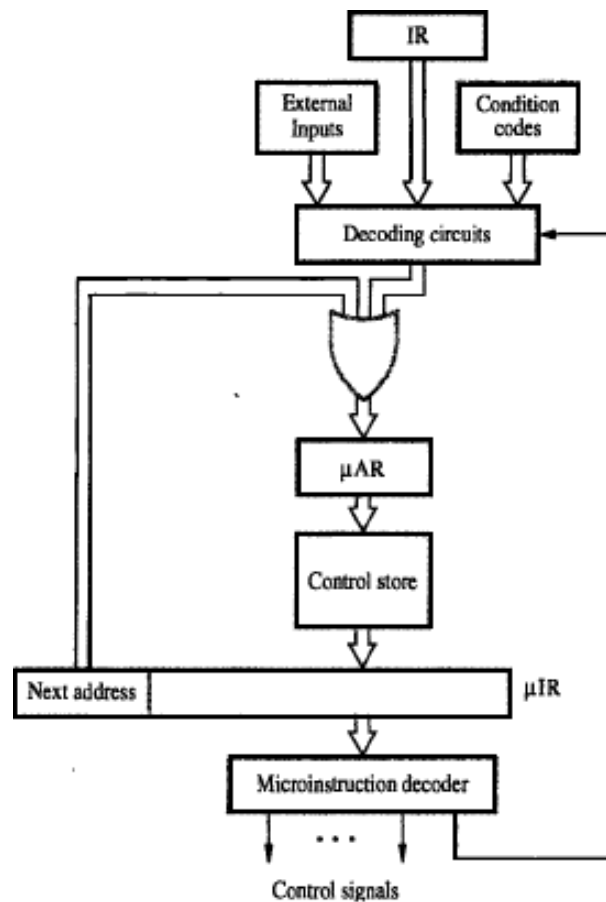 IR
External
Inputs
Condition
codes
Decoding circuits
μAR
Control store
Next address
μIR
Microinstruction decoder
...
Control signals